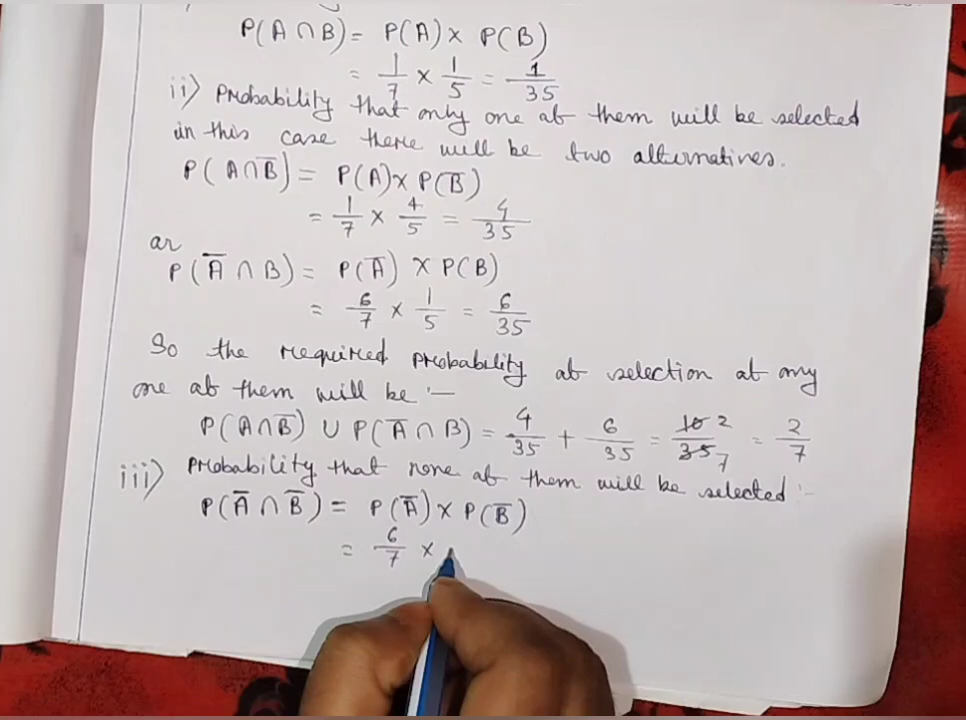 P(A∩B) = P(A) × P(B)
= 1/7 × 1/5 = 1/35
ii) Probability that only one of them will be selected
in this case there will be two alternatives.
P(A∩B̅) = P(A) × P(B̅)
= 1/7 × 4/5 = 4/35
or
P(A̅ ∩ B) = P(A̅) × P(B)
= 6/7 × 1/5 = 6/35
So the required probability of selection of any
one of them will be :—
P(A∩B̅) ∪ P(A̅ ∩ B) = 4/35 + 6/35 = 10 2/35 7 = 2/7
iii) Probability that none of them will be selected :-
P(A̅ ∩ B̅) = P(A̅) × P(B̅)
= 6/7 ×